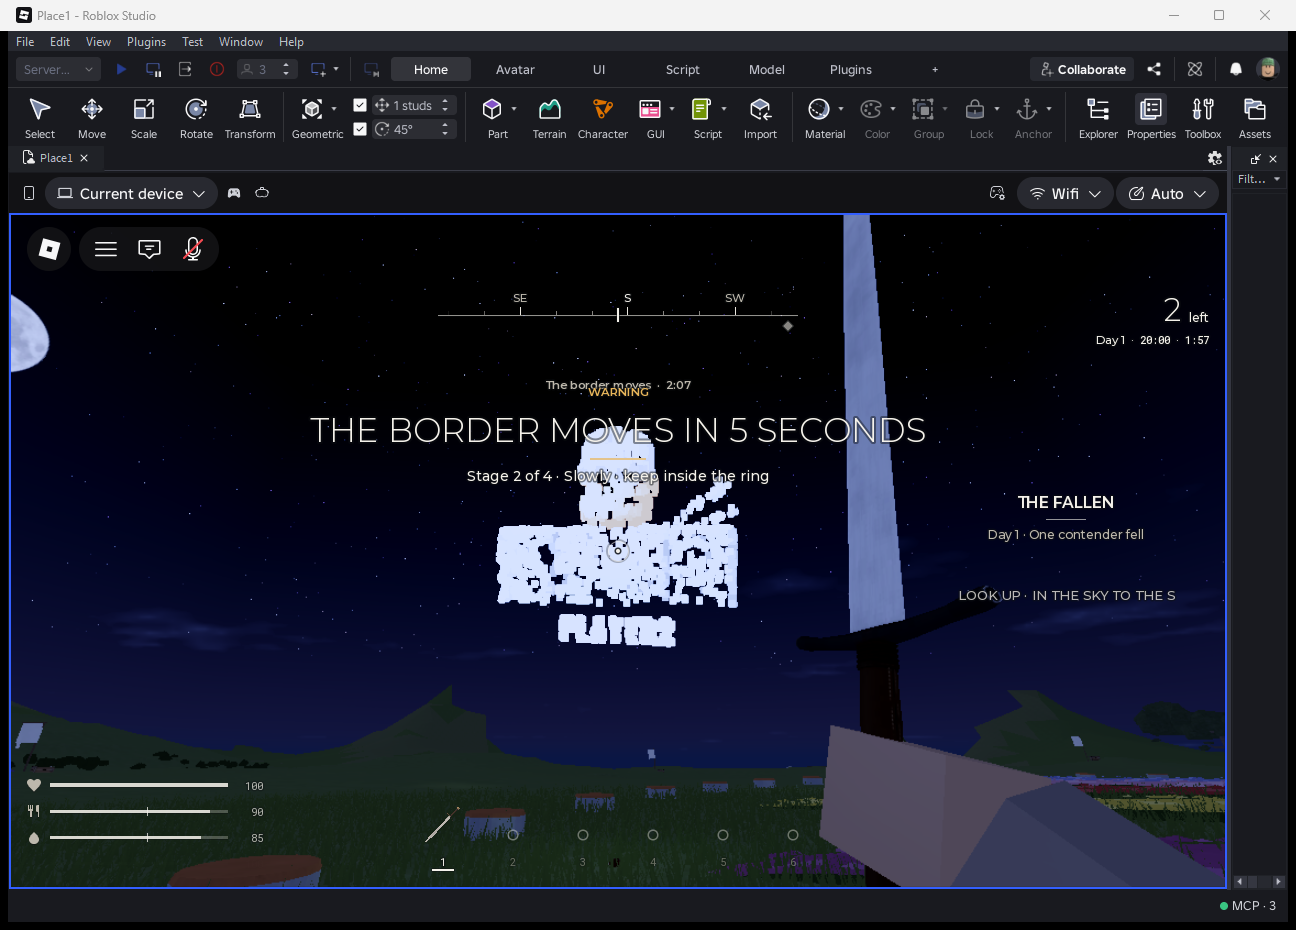 Place1 - Roblox Studio
File Edit View Plugins Test Window Help
Server... 3 Home Avatar UI Script Model Plugins + Collaborate
1 studs
45°
Select Move Scale Rotate Transform Geometric Part Terrain Character GUI Script Import Material Color Group Lock Anchor Explorer Properties Toolbox Assets
Place1
Current device Wifi Auto
Filt...
SE S SW
2 left
Day 1 · 20:00 · 1:57
The border moves · 2:07
WARNING
THE BORDER MOVES IN 5 SECONDS
Stage 2 of 4 · Slowly · keep inside the ring
THE FALLEN
Day 1 · One contender fell
LOOK UP · IN THE SKY TO THE S
PLAYER2
100
90
85
1 2 3 4 5 6
MCP · 3